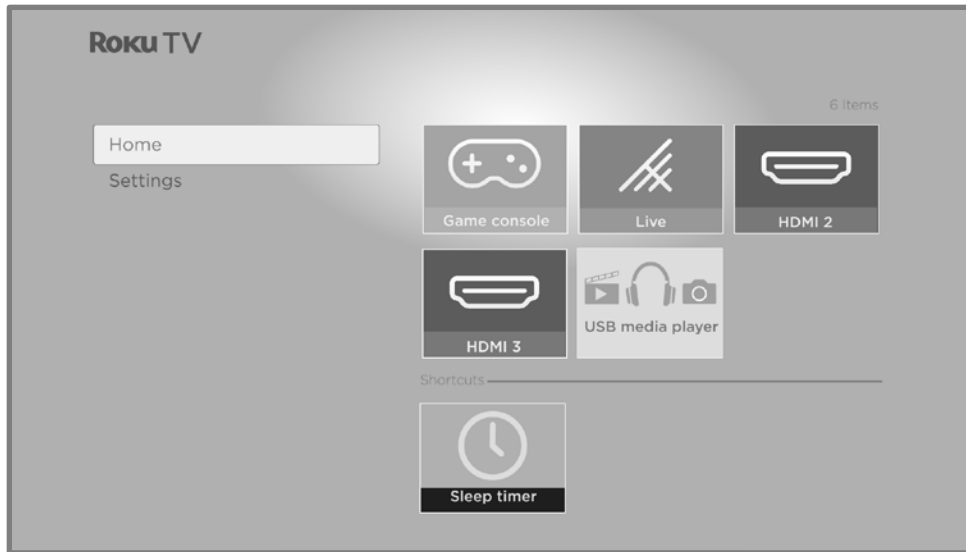 Roku TV
6 Items
Home
Settings
Game console
Live
HDMI 2
HDMI 3
USB media player
Shortcuts
Sleep timer